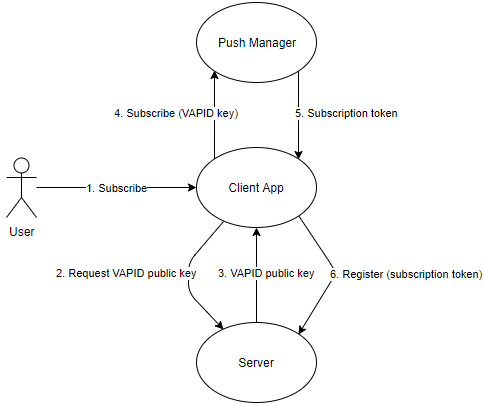 Push Manager
4. Subscribe (VAPID key)
5. Subscription token
1. Subscribe
Client App
User
2. Request VAPID public key
3. VAPID public key
6. Register (subscription token)
Server